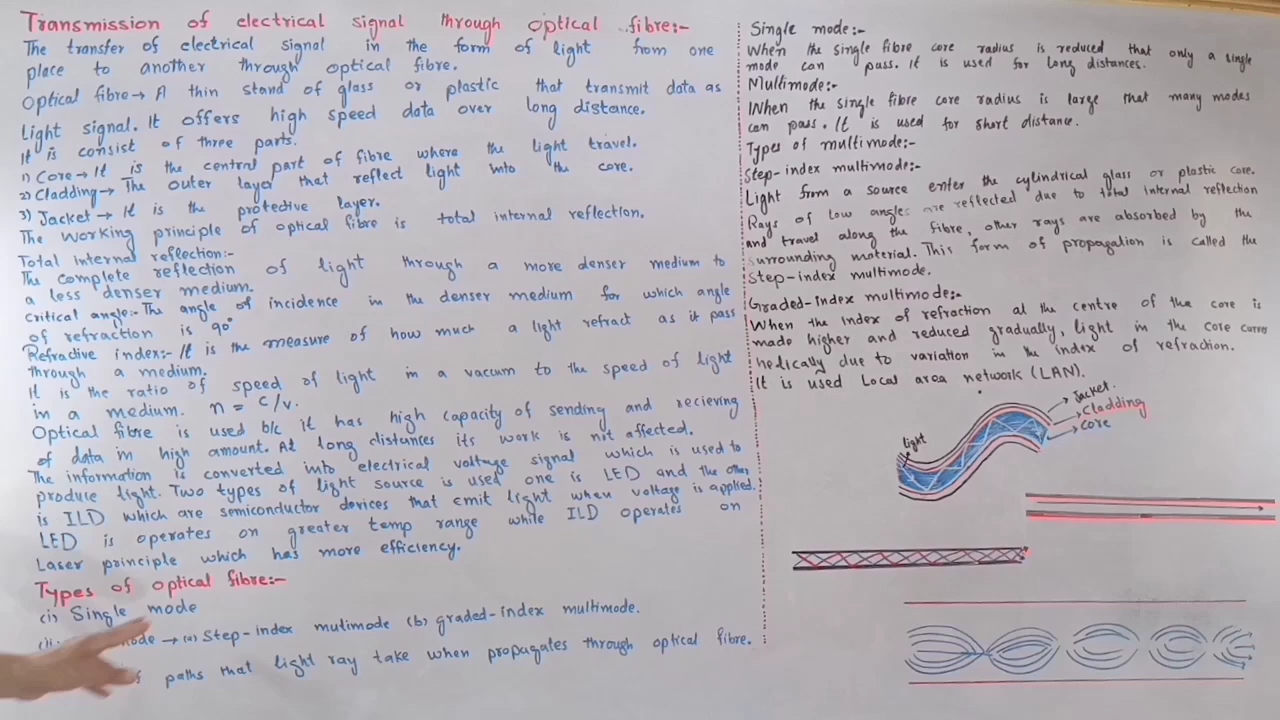 Transmission of electrical signal through optical fibre:-
The transfer of electrical signal in the form of light from one
place to another through optical fibre.
Optical fibre→ A thin stand of glass or plastic that transmit data as
Light signal. It offers high speed data over long distance.
It is consist of three parts.
1) Core→ It is the central part of fibre where the light travel.
2) Cladding→ The outer layer that reflect light into the core.
3) Jacket→ It is the protective layer.
The working principle of optical fibre is total internal reflection.
Total Internal reflection:-
The complete reflection of light through a more denser medium to
a less denser medium.
Critical angle:- The angle of incidence in the denser medium for which angle
of refraction is 90°
Refractive index:- It is the measure of how much a light refract as it pass
through a medium.
It is the ratio of speed of light in a vacum to the speed of light
in a medium. n = c/v.
Optical fibre is used b/c it has high capacity of sending and recieving
of data in high amount. At long distances its work is not affected.
The information is converted into electrical voltage signal which is used to
produce light. Two types of light source is used one is LED and the other
is ILD which are semiconductor devices that emit light when voltage is applied.
LED is operates on greater temp range while ILD operates on
Laser principle which has more efficiency.
Types of optical fibre:-
(i) Single mode
→ (a) Step-index mutimode (b) graded-index multimode.
paths that light ray take when propagates through optical fibre.
Single mode:-
When the single fibre core radius is reduced that only a single
mode can pass. It is used for long distances.
Multimode:-
When the single fibre core radius is large that many modes
can pass. It is used for short distance.
Types of multimode:-
Step-index multimode:-
Light from a source enter the cylindrical glass or plastic core.
Rays of low angles are reflected due to total internal reflection
and travel along the fibre, other rays are absorbed by the
surrounding material. This form of propagation is called the
step-index multimode.
Graded-Index multimode:-
When the Index of refraction at the centre of the core is
made higher and reduced gradually, light in the core curves
helically due to variation in the index of refraction.
It is used Local area network (LAN).
Jacket.
Cladding
core
light